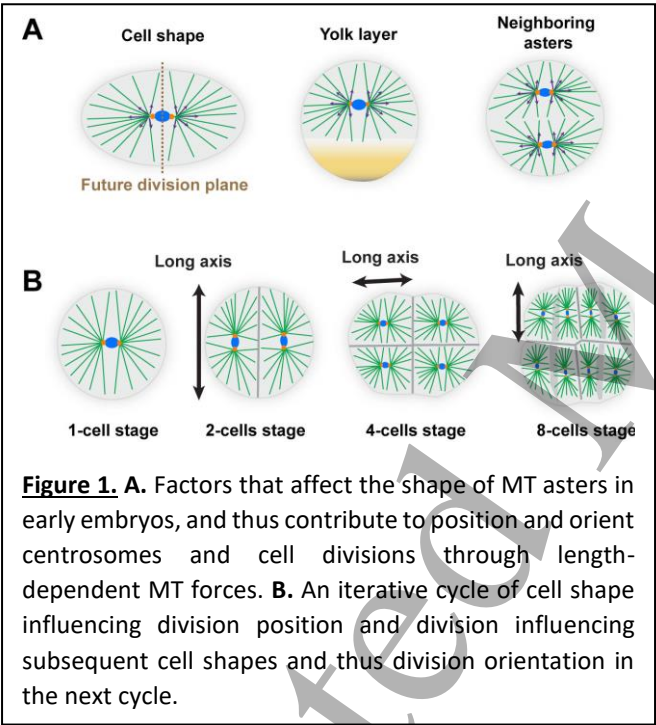 A
Cell shape
Yolk layer
Neighboring
asters
Future division plane
B
Long axis
Long axis
Long axis
1-cell stage
2-cells stage
4-cells stage
8-cells stage
Figure 1. A. Factors that affect the shape of MT asters in
early embryos, and thus contribute to position and orient
centrosomes and cell divisions through length-
dependent MT forces. B. An iterative cycle of cell shape
influencing division position and division influencing
subsequent cell shapes and thus division orientation in
the next cycle.